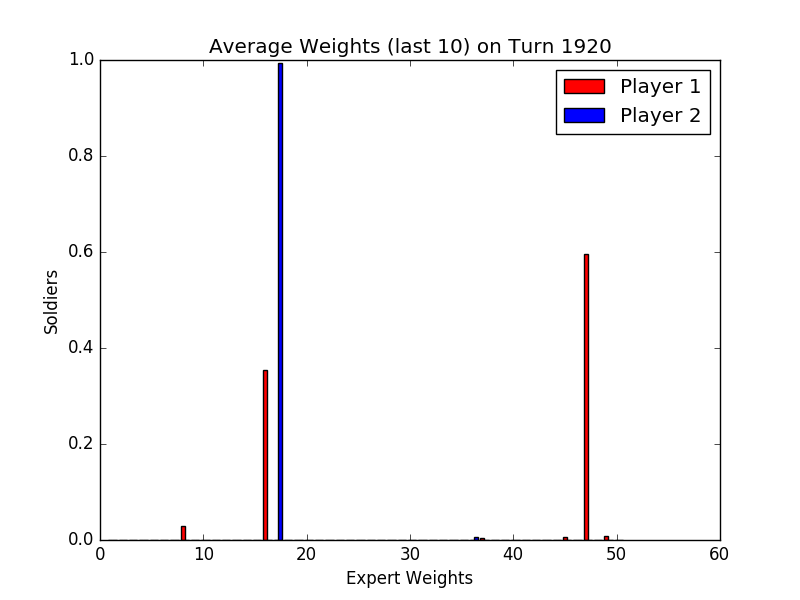 Average Weights (last 10) on Turn 1920
1.0
0.8
0.6
0.4
0.2
0.0
Soldiers
Player 1
Player 2
0 10 20 30 40 50 60
Expert Weights